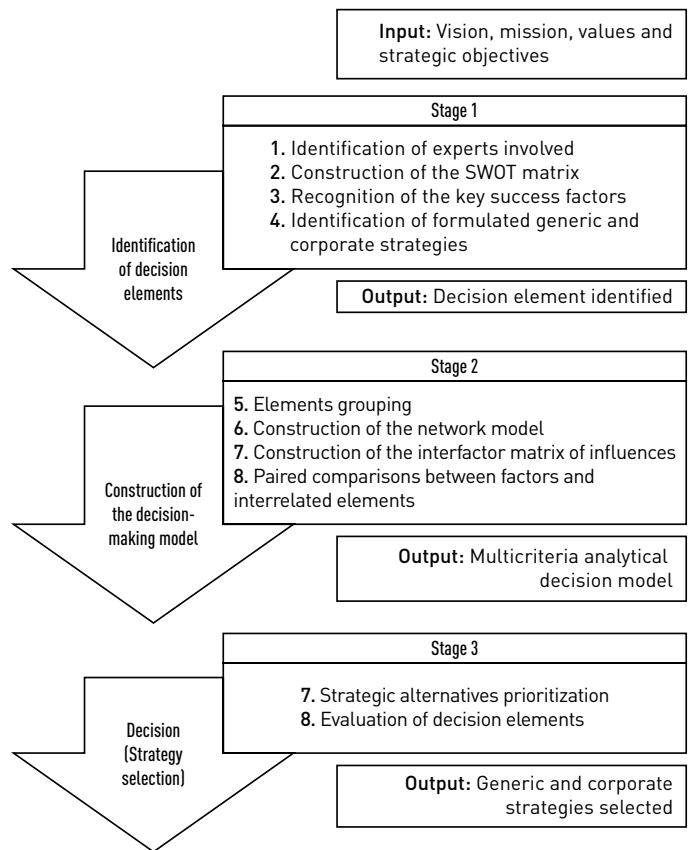 Input: Vision, mission, values and
strategic objectives
Stage 1
1. Identification of experts involved
2. Construction of the SWOT matrix
3. Recognition of the key success factors
4. Identification of formulated generic and
corporate strategies
Identification
of decision
elements
Output: Decision element identified
Stage 2
5. Elements grouping
6. Construction of the network model
7. Construction of the interfactor matrix of influences
8. Paired comparisons between factors and
interrelated elements
Construction of
the decision-
making model
Output: Multicriteria analytical
decision model
Stage 3
7. Strategic alternatives prioritization
8. Evaluation of decision elements
Decision
(Strategy
selection)
Output: Generic and corporate
strategies selected